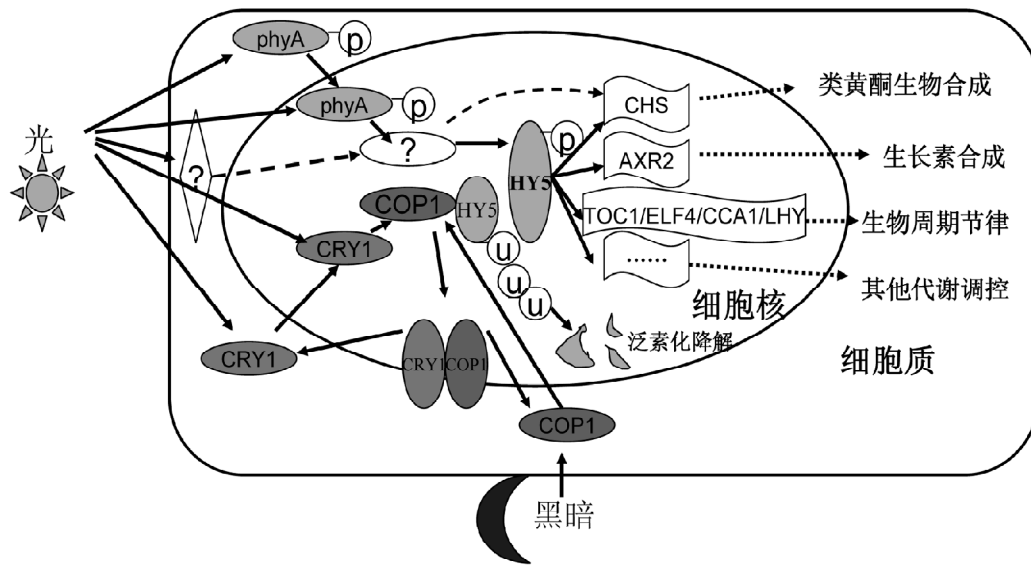 phyA
p
phyA
p
光
?
?
CHS
类黄酮生物合成
p
AXR2
生长素合成
HY5
COP1
HY5
TOC1/ELF4/CCA1/LHY
生物周期节律
CRY1
u
u
u
......
其他代谢调控
细胞核
泛素化降解
细胞质
CRY1
CRY1
COP1
COP1
黑暗